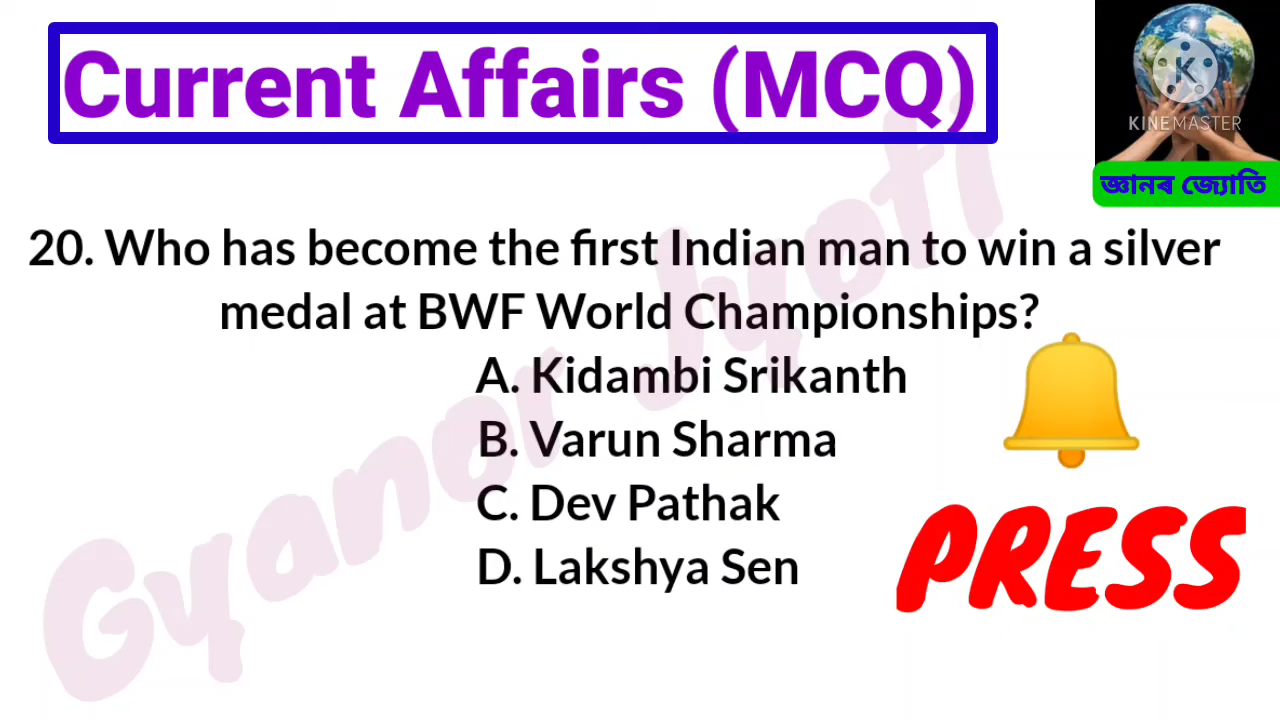 Current Affairs (MCQ)
KINEMASTER
জ্ঞানৰ জ্যোতি
20. Who has become the first Indian man to win a silver
medal at BWF World Championships?
A. Kidambi Srikanth
B. Varun Sharma
C. Dev Pathak
D. Lakshya Sen
PRESS
Gyanor Jyoti